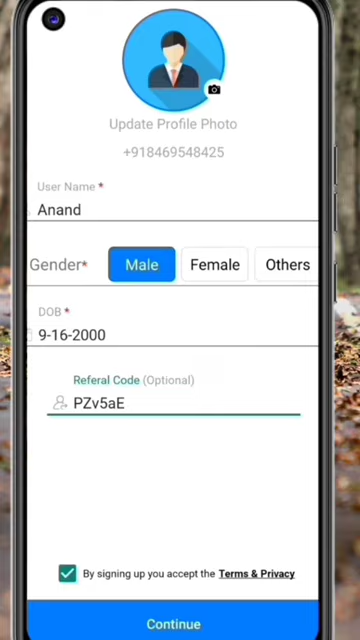 Update Profile Photo
+918469548425
User Name *
Anand
Gender* Male Female Others
DOB *
9-16-2000
Referal Code (Optional)
PZv5aE
By signing up you accept the Terms & Privacy
Continue